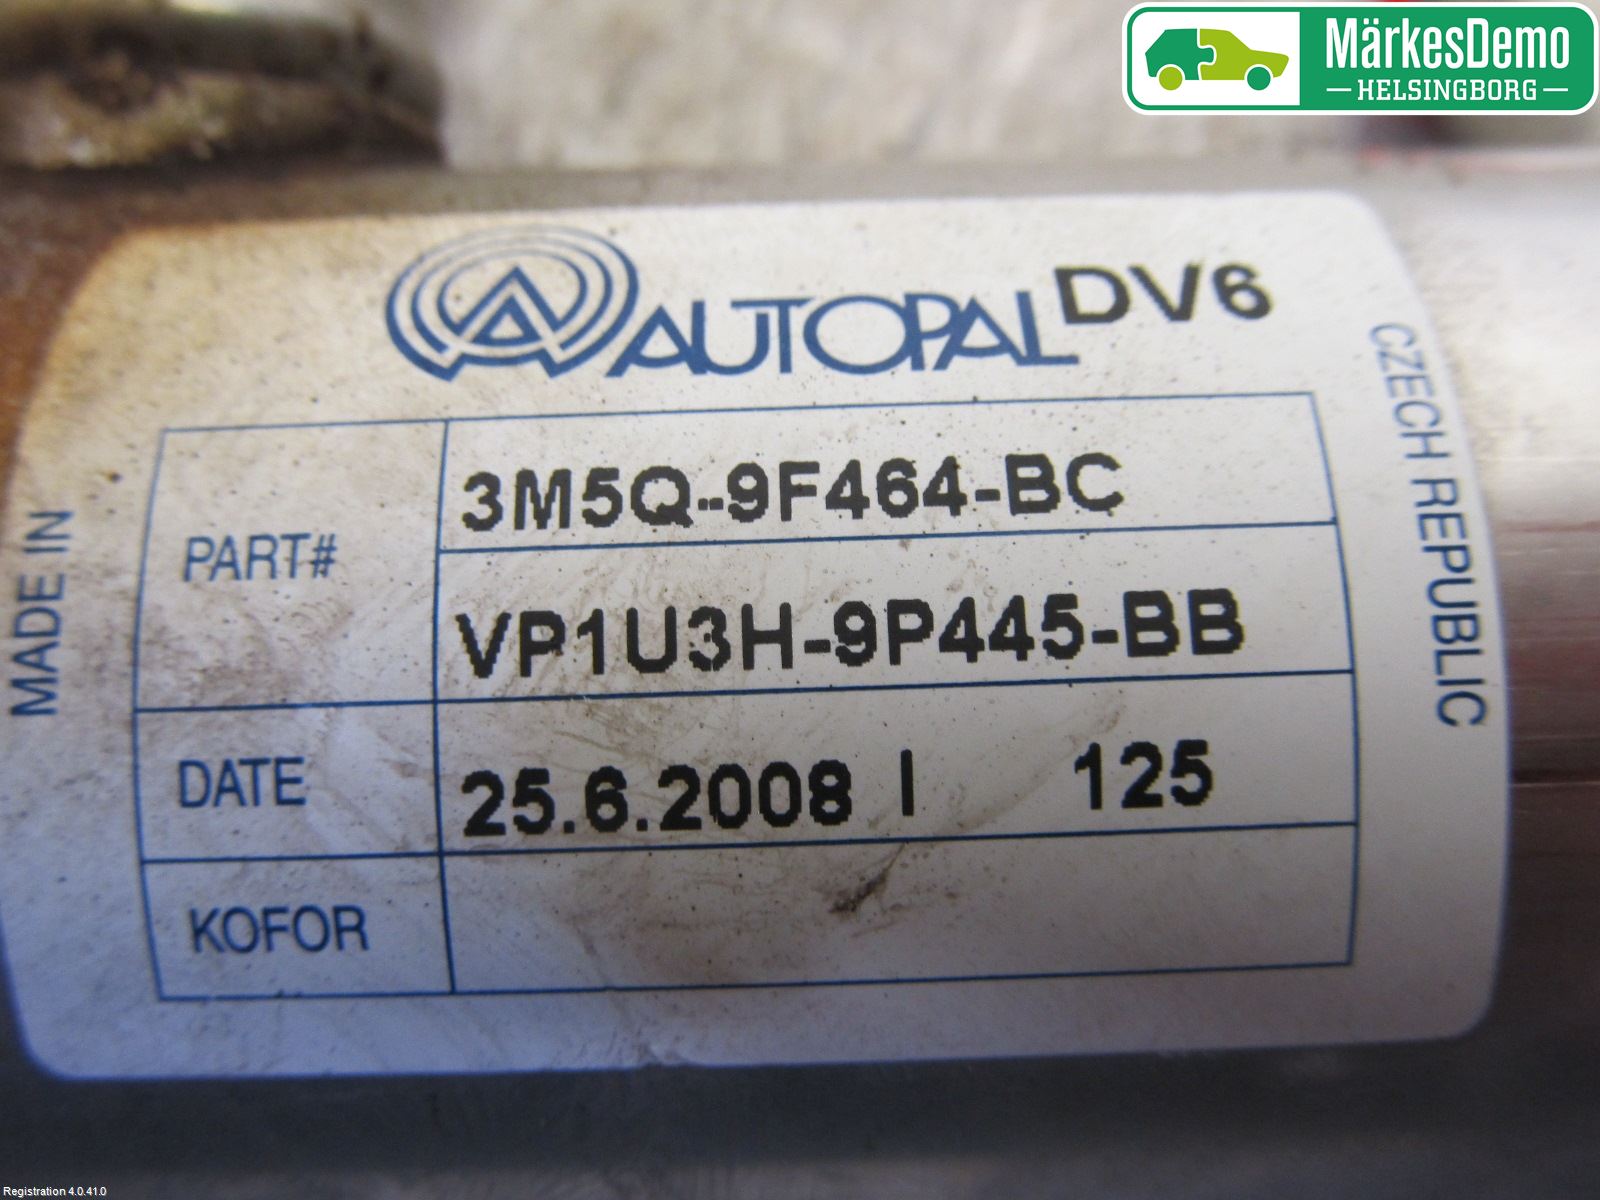 MärkesDemo
HELSINGBORG
AUTOPAL DV6
MADE IN
CZECH REPUBLIC
PART# 3M5Q-9F464-BC
VP1U3H-9P445-BB
DATE 25.6.2008 I 125
KOFOR
Registration 4.0.41.0